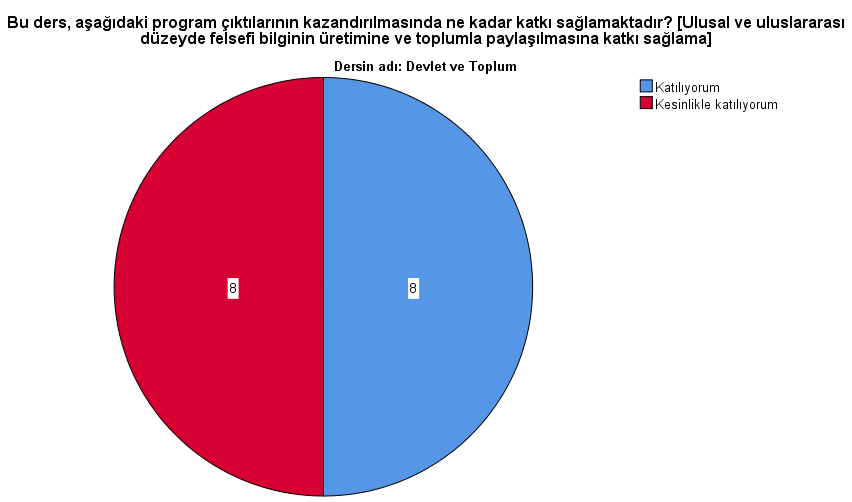 Bu ders, aşağıdaki program çıktılarının kazandırılmasında ne kadar katkı sağlamaktadır? [Ulusal ve uluslararası
düzeyde felsefi bilginin üretimine ve toplumla paylaşılmasına katkı sağlama]
Dersin adı: Devlet ve Toplum
Katılıyorum
Kesinlikle katılıyorum
8
8